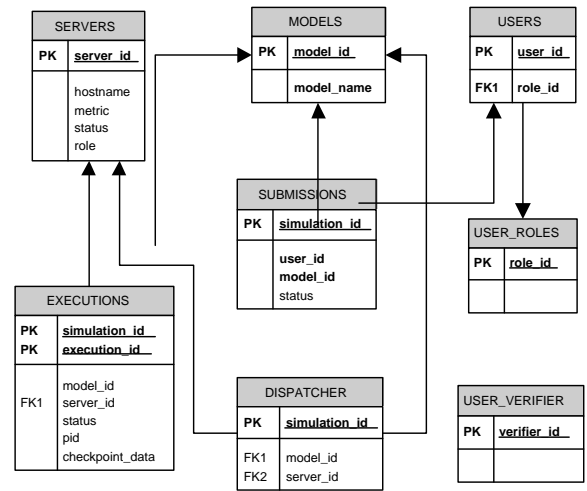 SERVERS
PK server_id
hostname
metric
status
role
MODELS
PK model_id
model_name
USERS
PK user_id
FK1 role_id
SUBMISSIONS
PK simulation_id
user_id
model_id
status
USER_ROLES
PK role_id
EXECUTIONS
PK simulation_id
PK execution_id
model_id
FK1 server_id
status
pid
checkpoint_data
DISPATCHER
PK simulation_id
FK1 model_id
FK2 server_id
USER_VERIFIER
PK verifier_id